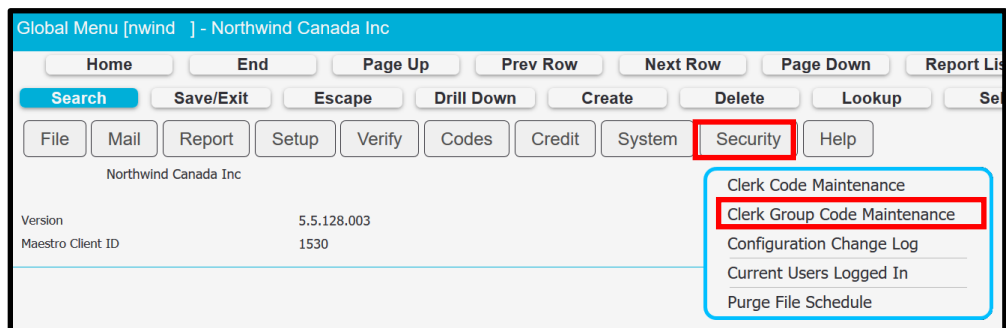 Global Menu [nwind   ] - Northwind Canada Inc
Home End Page Up Prev Row Next Row Page Down Report Lis
Search Save/Exit Escape Drill Down Create Delete Lookup Sel
File Mail Report Setup Verify Codes Credit System Security Help
Northwind Canada Inc
Clerk Code Maintenance
Clerk Group Code Maintenance
Version 5.5.128.003
Maestro Client ID 1530
Configuration Change Log
Current Users Logged In
Purge File Schedule